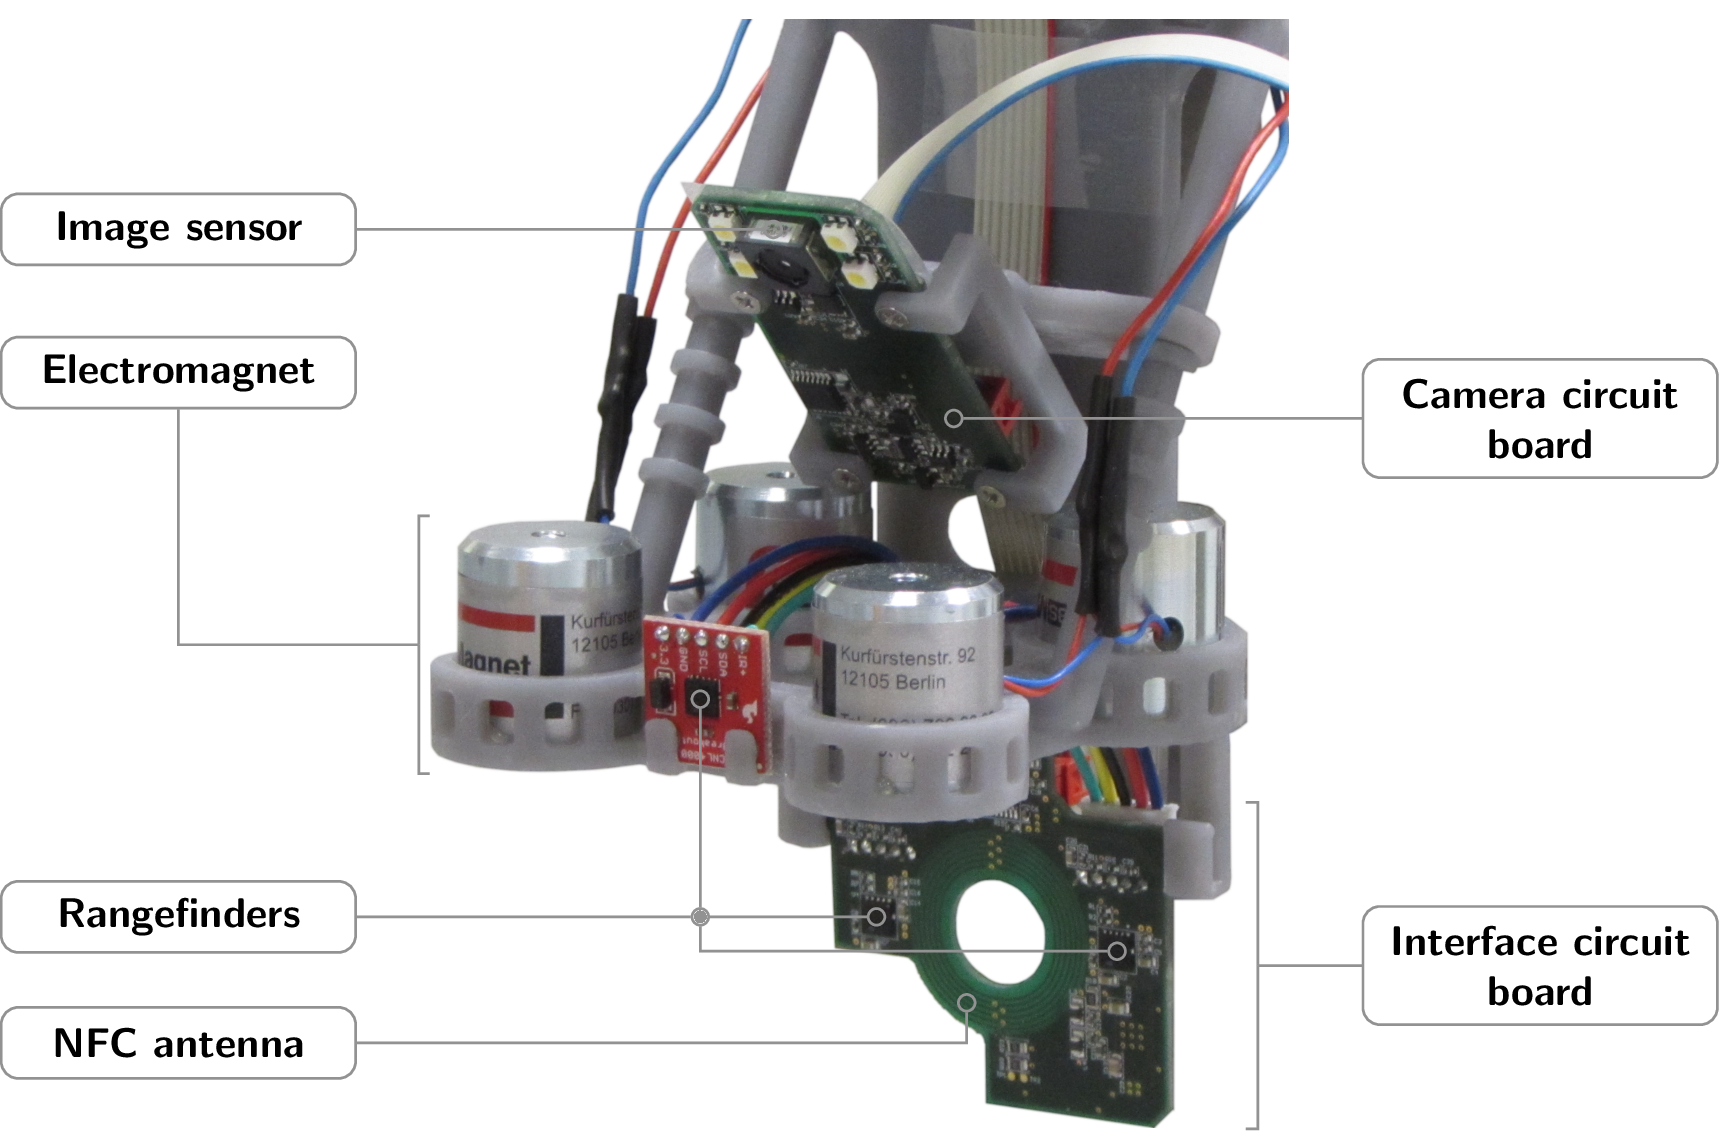 Image sensor
Electromagnet
Camera circuit
board
Kurfürsten
12105 Berlin
Kurfürstenstr. 92
12105 Berlin
agnet
3.3
GND
SCL
SDA
IR+
Rangefinders
Interface circuit
board
NFC antenna